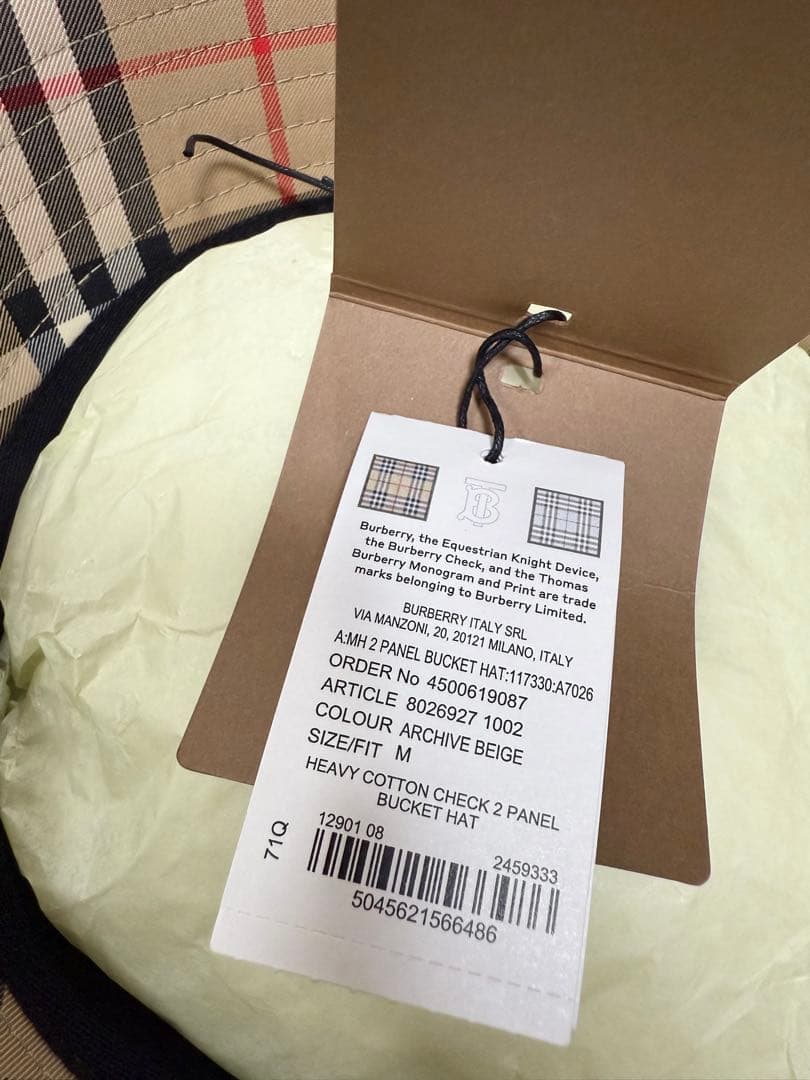 B
Burberry, the Equestrian Knight Device,
the Burberry Check, and the Thomas
Burberry Monogram and Print are trade
marks belonging to Burberry Limited.
BURBERRY ITALY SRL
VIA MANZONI, 20, 20121 MILANO, ITALY
A:MH 2 PANEL BUCKET HAT:117330:A7026
ORDER No 4500619087
ARTICLE 8026927 1002
COLOUR ARCHIVE BEIGE
SIZE/FIT M
HEAVY COTTON CHECK 2 PANEL
BUCKET HAT
71Q
12901 08
2459333
5045621566486